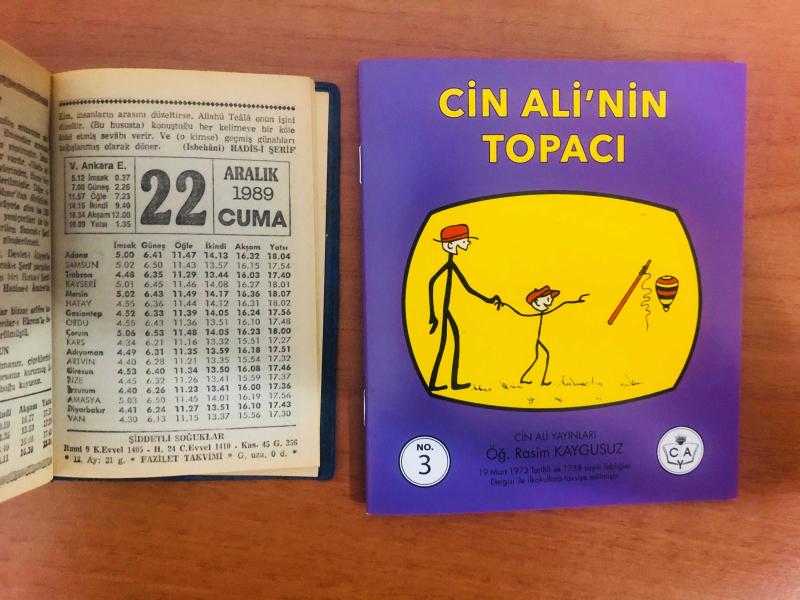 Kim, insanların arasını düzeltirse, Allahü Teâlâ onun işini
düzeltir. (Bu hususta) konuştuğu her kelimeye bir köle
âzâd etmiş sevâbı verir. Ve (o kimse) geçmiş günahları
bağışlanmış olarak döner. (Isbehânî) HADİS-İ ŞERİF
V. Ankara E.
5.12 İmsak 0.37
7.00 Güneş 2.26
11.57 Öğle 7.23
14.15 İkindi 9.40
16.34 Akşam 12.00
18.09 Yatsı 1.35
22
ARALIK
1989
CUMA
İmsak Güneş Öğle İkindi Akşam Yatsı
Adana 5.00 6.41 11.47 14.13 16.32 18.04
SAMSUN 5.02 6.50 11.43 13.57 16.15 17.54
Trabzon 4.48 6.35 11.29 13.44 16.03 17.40
KAYSERİ 5.01 6.45 11.46 14.08 16.27 18.01
Mersin 5.02 6.43 11.49 14.17 16.36 18.07
HATAY 4.55 6.36 11.44 14.12 16.31 18.02
Gaziantep 4.52 6.33 11.39 14.05 16.24 17.56
ORDU 4.55 6.43 11.36 13.51 16.10 17.48
Çorum 5.06 6.53 11.48 14.05 16.23 18.00
KARS 4.34 6.21 11.16 13.32 15.51 17.27
Adıyaman 4.49 6.31 11.35 13.59 16.18 17.51
ARTVİN 4.40 6.28 11.21 13.35 15.54 17.32
Giresun 4.53 6.40 11.34 13.50 16.08 17.46
RİZE 4.45 6.32 11.26 13.41 15.59 17.37
Erzurum 4.40 6.26 11.23 13.41 16.00 17.36
AMASYA 5.03 6.50 11.45 14.01 16.19 17.56
Diyarbakır 4.41 6.24 11.27 13.51 16.10 17.43
VAN 4.30 6.13 11.15 13.37 15.56 17.30
ŞİDDETLİ SOĞUKLAR
Rumî 9 K.Evvel 1405 - H. 24 C.Evvel 1410 - Kas. 45 G. 356
* 12. Ay: 31 g. * FAZİLET TAKVİMİ * G. uza, 0 d. *
CİN ALİ'NİN
TOPACI
NO.
3
CİN ALİ YAYINLARI
Öğ. Rasim KAYGUSUZ
19 Mart 1973 Tarihli ve 1738 sayılı Tebliğler
Dergisi ile ilkokullara tavsiye edilmiştir.
C A
Y